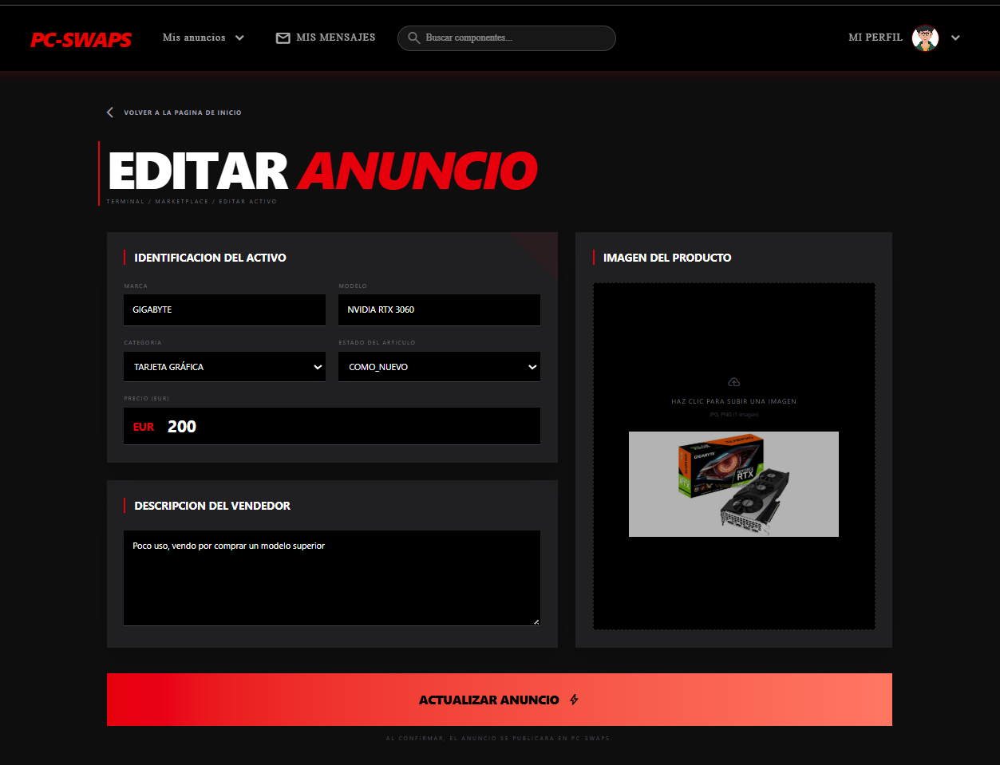 PC-SWAPS
Mis anuncios
MIS MENSAJES
Buscar componentes...
MI PERFIL
VOLVER A LA PAGINA DE INICIO
EDITAR ANUNCIO
TERMINAL / MARKETPLACE / EDITAR ACTIVO
IDENTIFICACION DEL ACTIVO
MARCA
MODELO
GIGABYTE
NVIDIA RTX 3060
CATEGORIA
ESTADO DEL ARTICULO
TARJETA GRÁFICA
COMO_NUEVO
PRECIO (EUR)
EUR 200
DESCRIPCION DEL VENDEDOR
Poco uso, vendo por comprar un modelo superior
IMAGEN DEL PRODUCTO
HAZ CLIC PARA SUBIR UNA IMAGEN
JPG, PNG (1 imagen)
GIGABYTE
GEFORCE
RTX
RTX
ACTUALIZAR ANUNCIO
AL CONFIRMAR, EL ANUNCIO SE PUBLICARA EN PC SWAPS.